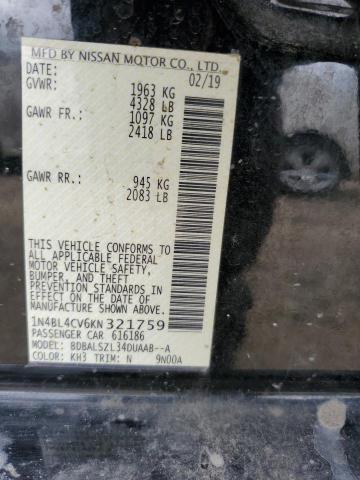 MFD BY NISSAN MOTOR CO., LTD.
DATE: 02/19
GVWR: 1963 KG
4328 LB
GAWR FR: 1097 KG
2418 LB
GAWR RR: 945 KG
2083 LB
THIS VEHICLE CONFORMS TO
ALL APPLICABLE FEDERAL
MOTOR VEHICLE SAFETY,
BUMPER, AND THEFT
PREVENTION STANDARDS
IN EFFECT ON THE DATE OF
MANUFACTURE SHOWN ABOVE.
1N4BL4CV6KN321759
PASSENGER CAR 616186
MODEL: BDBALSZL34DUAAB--A
COLOR: KH3 TRIM: N 9N00A